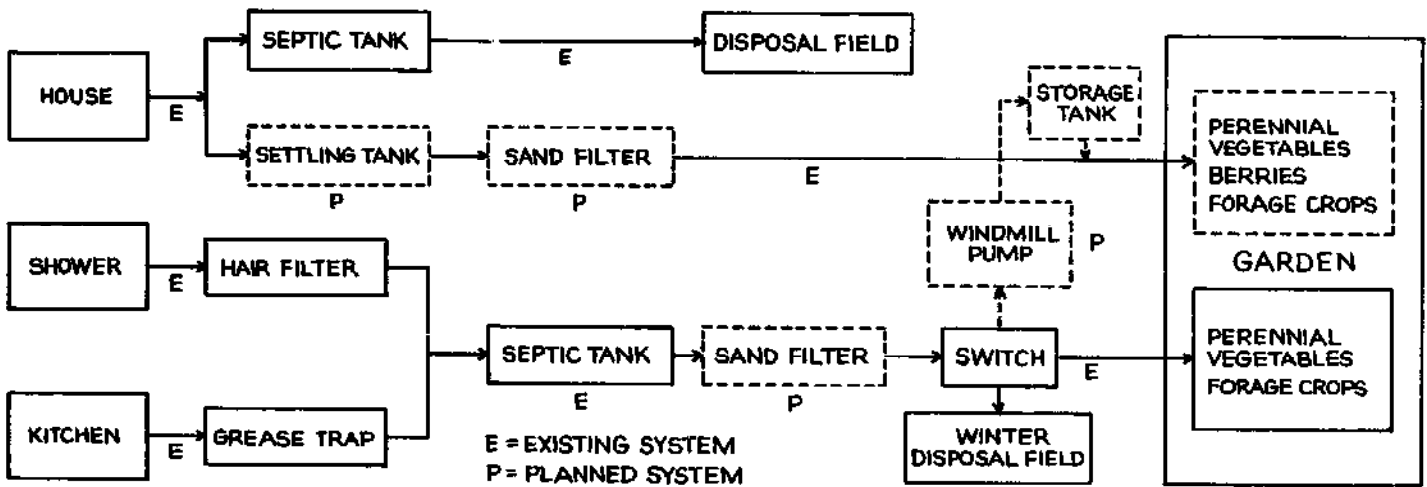 SEPTIC TANK
DISPOSAL FIELD
E
HOUSE
E
STORAGE
TANK
SETTLING TANK
P
SAND FILTER
P
E
PERENNIAL
VEGETABLES
BERRIES
FORAGE CROPS
WINDMILL
PUMP
P
GARDEN
SHOWER
E
HAIR FILTER
SEPTIC TANK
E
SAND FILTER
P
SWITCH
E
PERENNIAL
VEGETABLES
FORAGE CROPS
KITCHEN
E
GREASE TRAP
WINTER
DISPOSAL FIELD
E = EXISTING SYSTEM
P = PLANNED SYSTEM